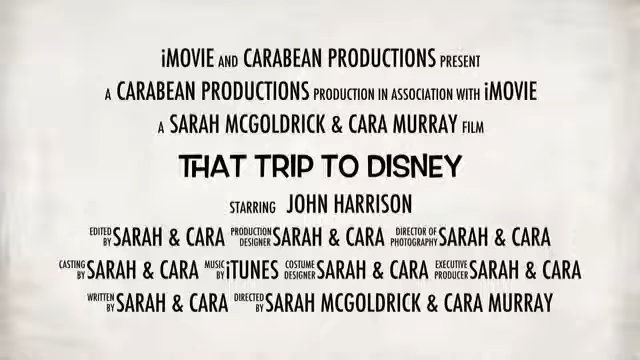 iMOVIE AND CARABEAN PRODUCTIONS PRESENT
A CARABEAN PRODUCTIONS PRODUCTION IN ASSOCIATION WITH iMOVIE
A SARAH MCGOLDRICK & CARA MURRAY FILM
THAT TRIP TO DISNEY
STARRING JOHN HARRISON
EDITED BY SARAH & CARA PRODUCTION DESIGNER SARAH & CARA DIRECTOR OF PHOTOGRAPHY SARAH & CARA
CASTING BY SARAH & CARA MUSIC BY iTUNES COSTUME DESIGNER SARAH & CARA EXECUTIVE PRODUCER SARAH & CARA
WRITTEN BY SARAH & CARA DIRECTED BY SARAH MCGOLDRICK & CARA MURRAY